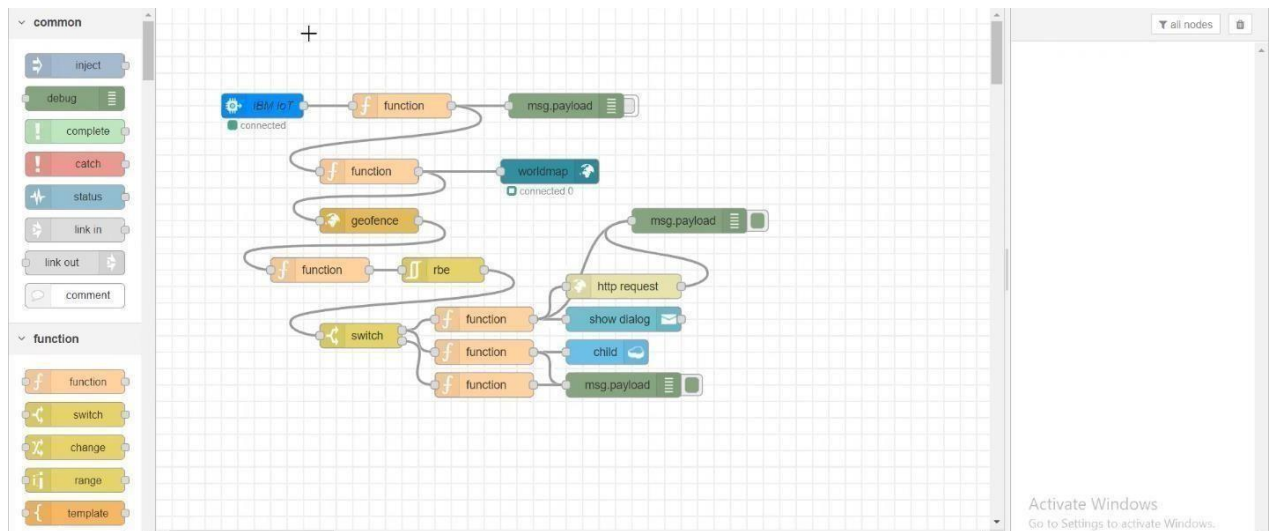 common
inject
debug
complete
catch
status
link in
link out
comment
function
function
switch
change
range
template
IBM IoT
function
msg.payload
connected
function
worldmap
connected 0
geofence
msg.payload
function
rbe
http request
function
show dialog
switch
function
child
function
msg.payload
all nodes
Activate Windows
Go to Settings to activate Windows.